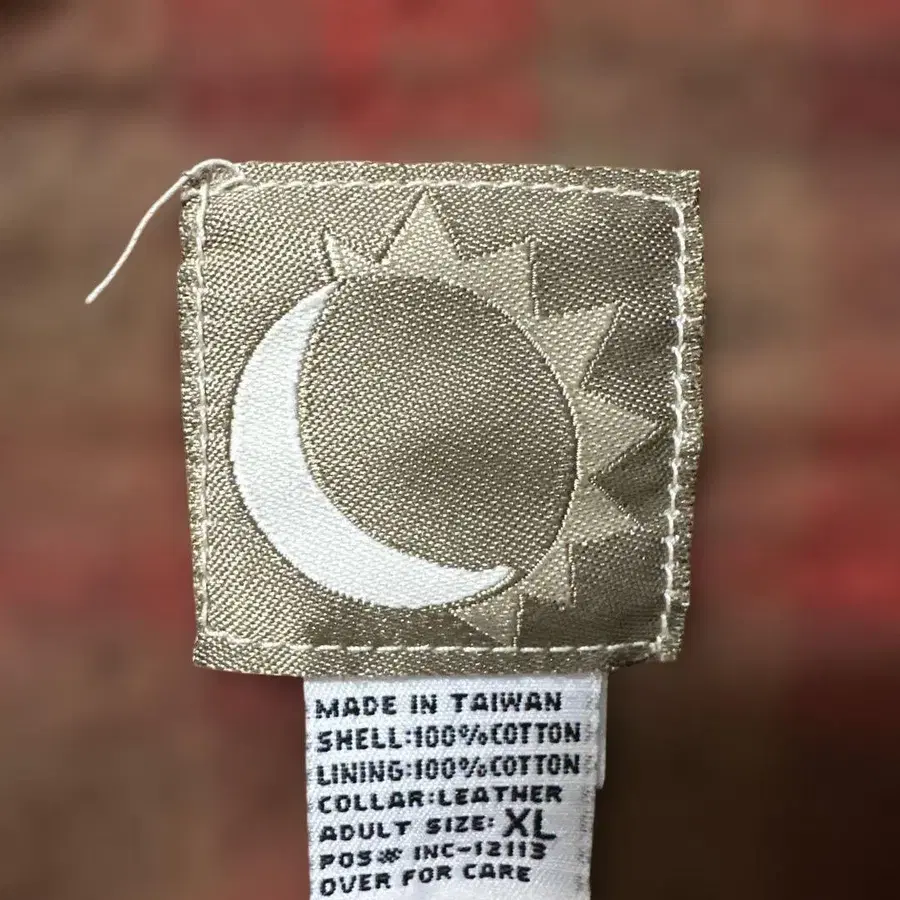 MADE IN TAIWAN
SHELL:100%COTTON
LINING:100%COTTON
COLLAR:LEATHER
ADULT SIZE: XL
POS# INC-12113
OVER FOR CARE